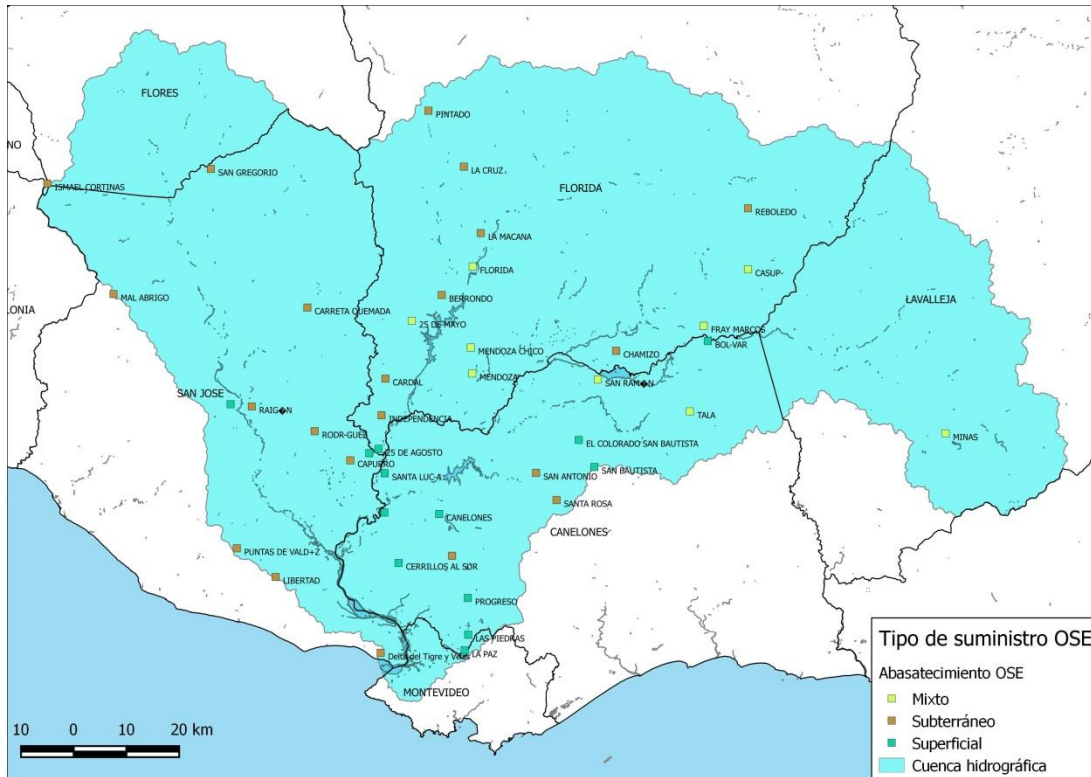 FLORES
PINTADO
NO
SAN GREGORIO
LA CRUZ
ISMAEL CORTINAS
FLORIDA
REBOLEDO
LA MACANA
FLORIDA
CASUP-
MAL ABRIGO
BERRONDO
LAVALLEJA
LONIA
CARRETA QUEMADA
25 DE MAYO
FRAY MARCOS
BOL-VAR
MENDOZA CHICO
CHAMIZO
MENDOZA
CARDAL
SAN RAM�N
SAN JOSE
RAIG�N
INDEPENDENCIA
TALA
RODR-GUEZ
EL COLORADO SAN BAUTISTA
MINAS
25 DE AGOSTO
CAPURRO
SAN BAUTISTA
SANTA LUC-A
SAN ANTONIO
SANTA ROSA
CANELONES
CANELONES
PUNTAS DE VALD+Z
CERRILLOS AL SUR
LIBERTAD
PROGRESO
LAS PIEDRAS
Delta del Tigre y Villas
LA PAZ
MONTEVIDEO
Tipo de suministro OSE
Abasatecimiento OSE
Mixto
Subterráneo
Superficial
Cuenca hidrográfica
10 0 10 20 km